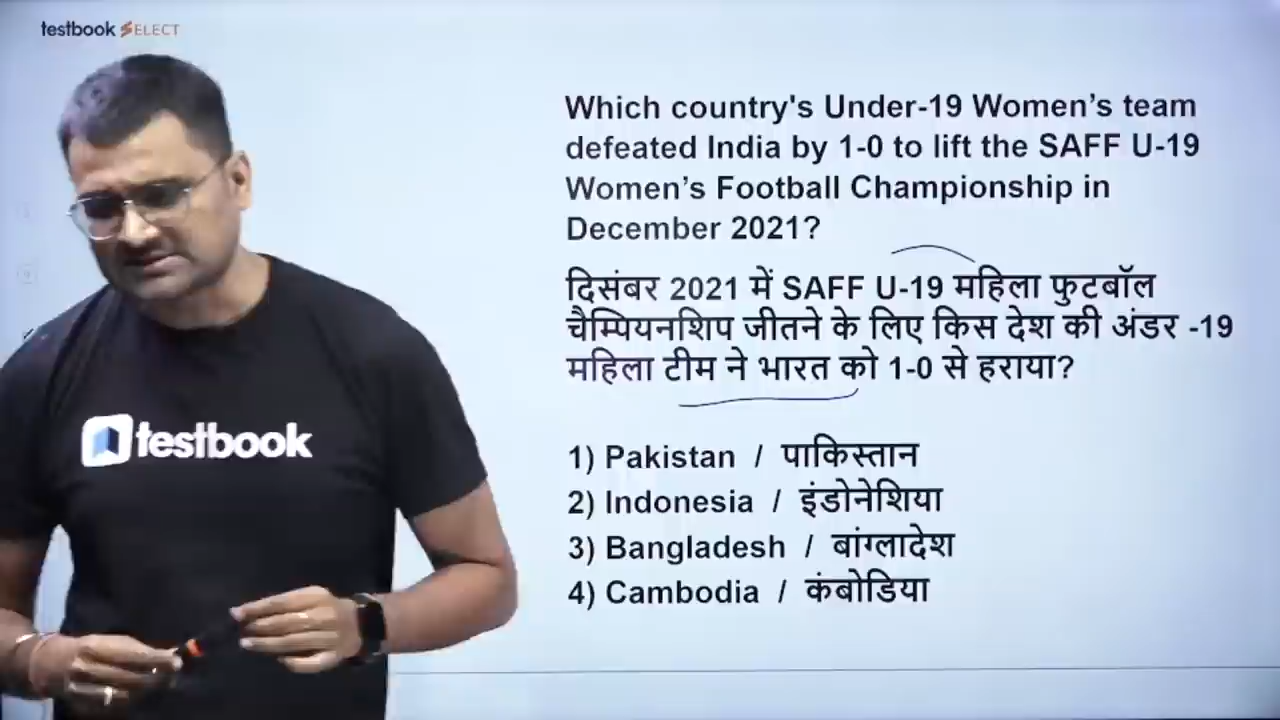 testbook SELECT
Which country's Under-19 Women’s team
defeated India by 1-0 to lift the SAFF U-19
Women’s Football Championship in
December 2021?
दिसंबर 2021 में SAFF U-19 महिला फुटबॉल
चैम्पियनशिप जीतने के लिए किस देश की अंडर -19
महिला टीम ने भारत को 1-0 से हराया?
1) Pakistan / पाकिस्तान
2) Indonesia / इंडोनेशिया
3) Bangladesh / बांग्लादेश
4) Cambodia / कंबोडिया
testbook